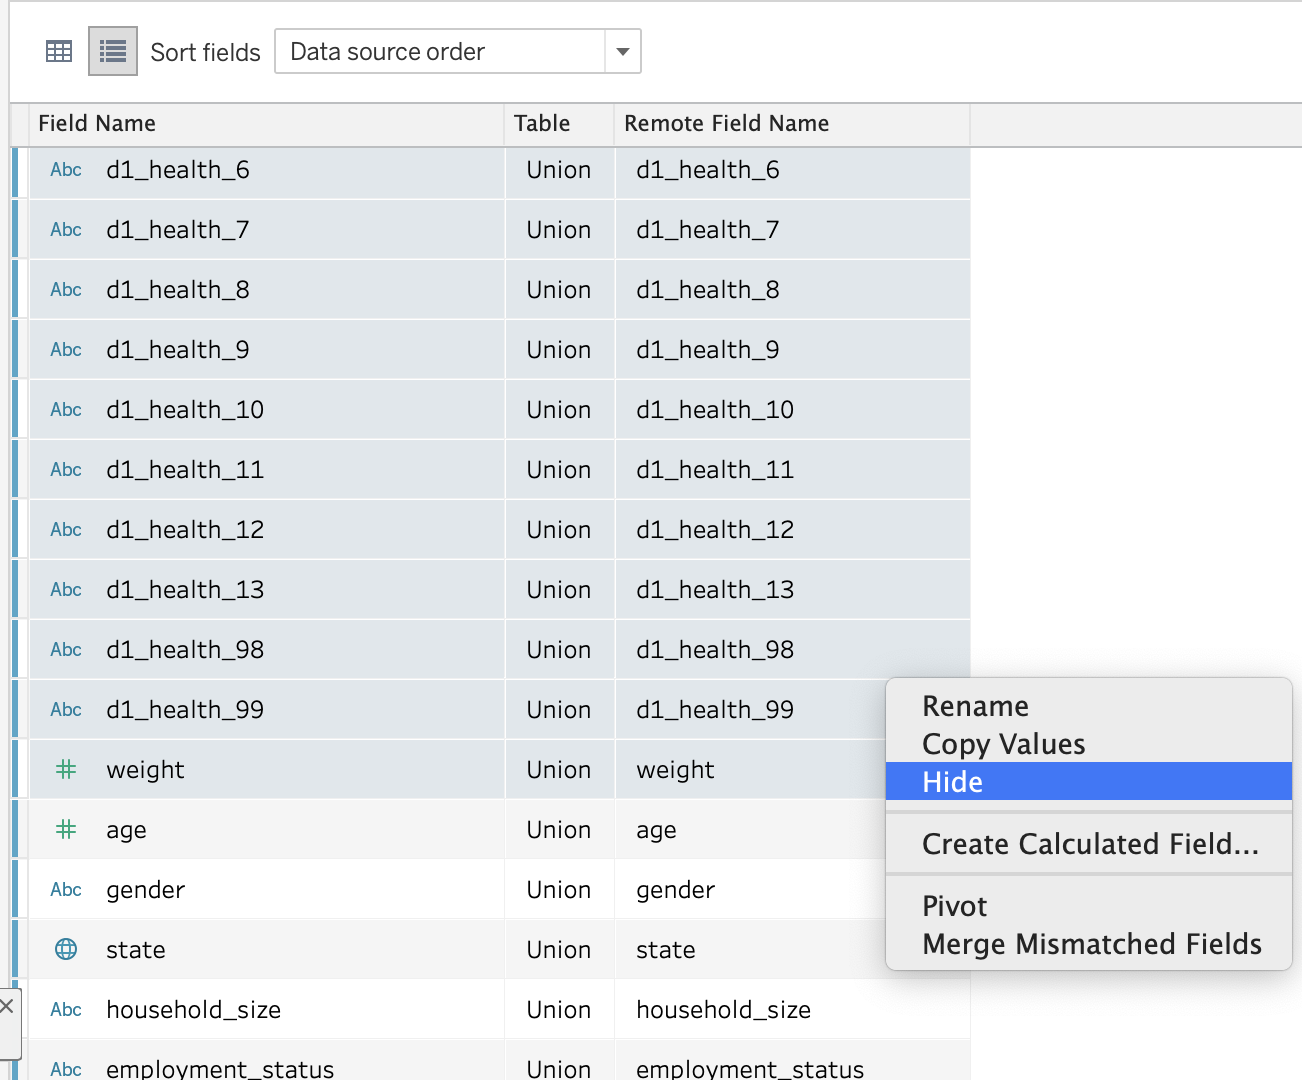 Sort fields Data source order
Field Name Table Remote Field Name
Abc d1_health_6 Union d1_health_6
Abc d1_health_7 Union d1_health_7
Abc d1_health_8 Union d1_health_8
Abc d1_health_9 Union d1_health_9
Abc d1_health_10 Union d1_health_10
Abc d1_health_11 Union d1_health_11
Abc d1_health_12 Union d1_health_12
Abc d1_health_13 Union d1_health_13
Abc d1_health_98 Union d1_health_98
Abc d1_health_99 Union d1_health_99
# weight Union weight
# age Union age
Abc gender Union gender
state Union state
Abc household_size Union household_size
Abc employment_status Union employment_status
Rename
Copy Values
Hide
Create Calculated Field...
Pivot
Merge Mismatched Fields